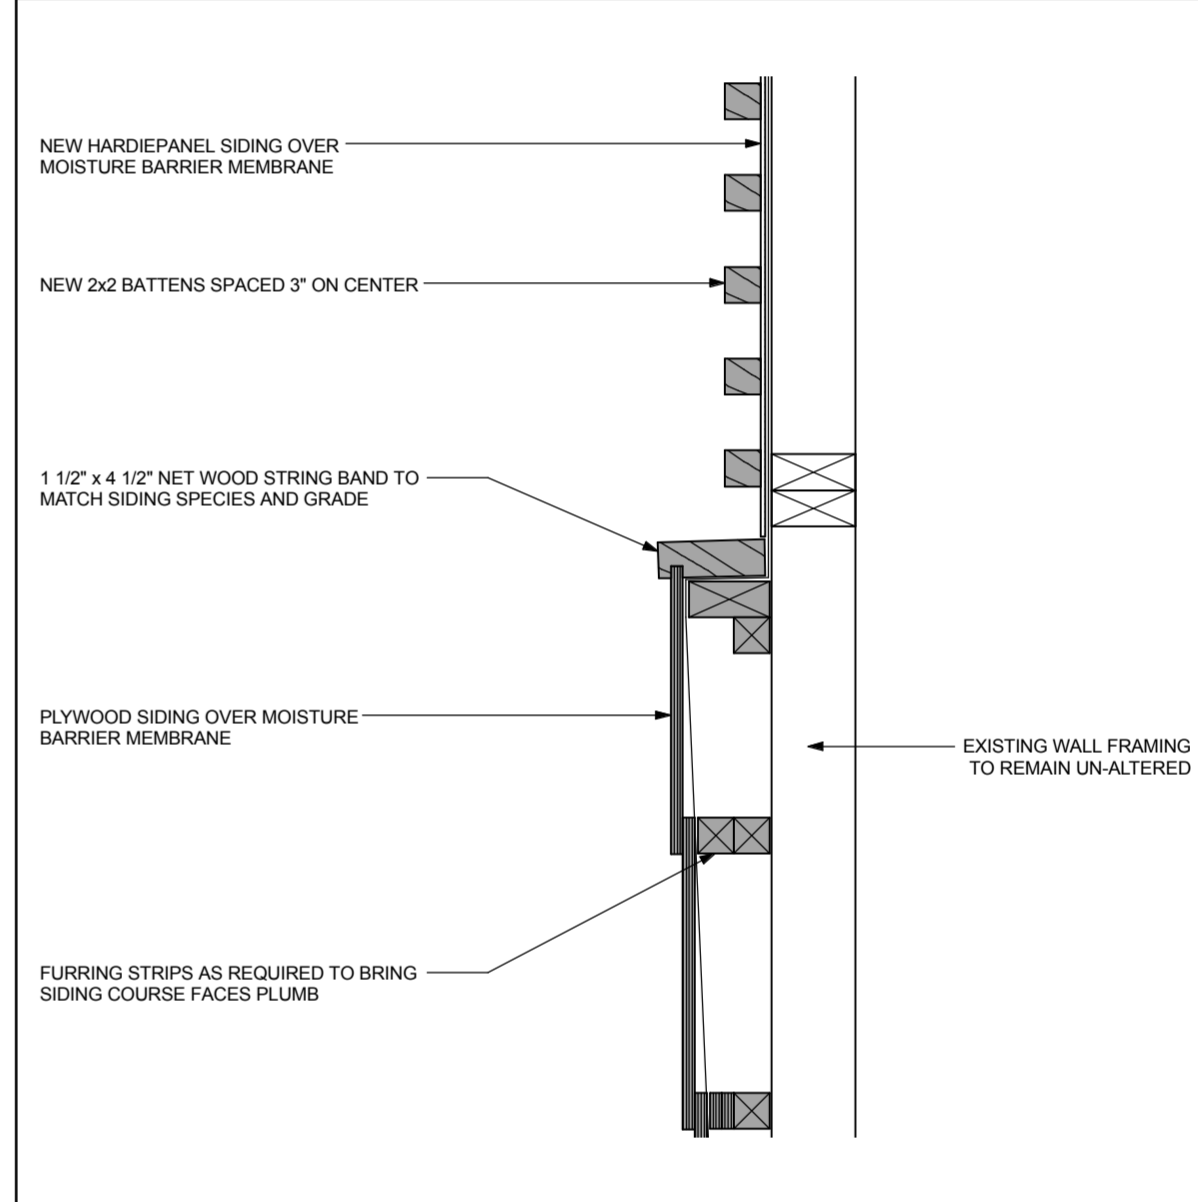 NEW HARDIEPANEL SIDING OVER
MOISTURE BARRIER MEMBRANE
NEW 2x2 BATTENS SPACED 3" ON CENTER
1 1/2" x 4 1/2" NET WOOD STRING BAND TO
MATCH SIDING SPECIES AND GRADE
PLYWOOD SIDING OVER MOISTURE
BARRIER MEMBRANE
EXISTING WALL FRAMING
TO REMAIN UN-ALTERED
FURRING STRIPS AS REQUIRED TO BRING
SIDING COURSE FACES PLUMB